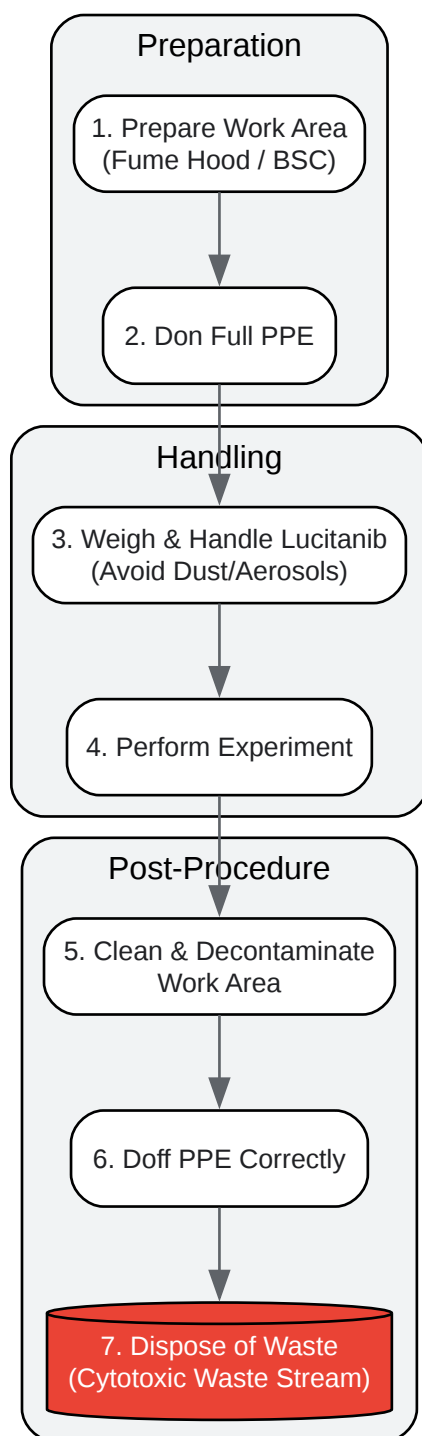 Preparation
1. Prepare Work Area
(Fume Hood / BSC)
2. Don Full PPE
Handling
3. Weigh & Handle Lucitanib
(Avoid Dust/Aerosols)
4. Perform Experiment
Post-Procedure
5. Clean & Decontaminate
Work Area
6. Doff PPE Correctly
7. Dispose of Waste
(Cytotoxic Waste Stream)